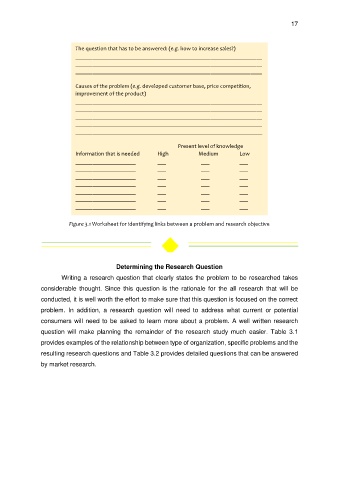 17
The question that has to be answered: (e.g. how to increase sales?)
Causes of the problem (e.g. developed customer base, price competition,
improvement of the product)
Present level of knowledge
Information that is needed High Medium Low
Figure 3.1 Worksheet for identifying links between a problem and research objective
Determining the Research Question
Writing a research question that clearly states the problem to be researched takes
considerable thought. Since this question is the rationale for the all research that will be
conducted, it is well worth the effort to make sure that this question is focused on the correct
problem. In addition, a research question will need to address what current or potential
consumers will need to be asked to learn more about a problem. A well written research
question will make planning the remainder of the research study much easier. Table 3.1
provides examples of the relationship between type of organization, specific problems and the
resulting research questions and Table 3.2 provides detailed questions that can be answered
by market research.